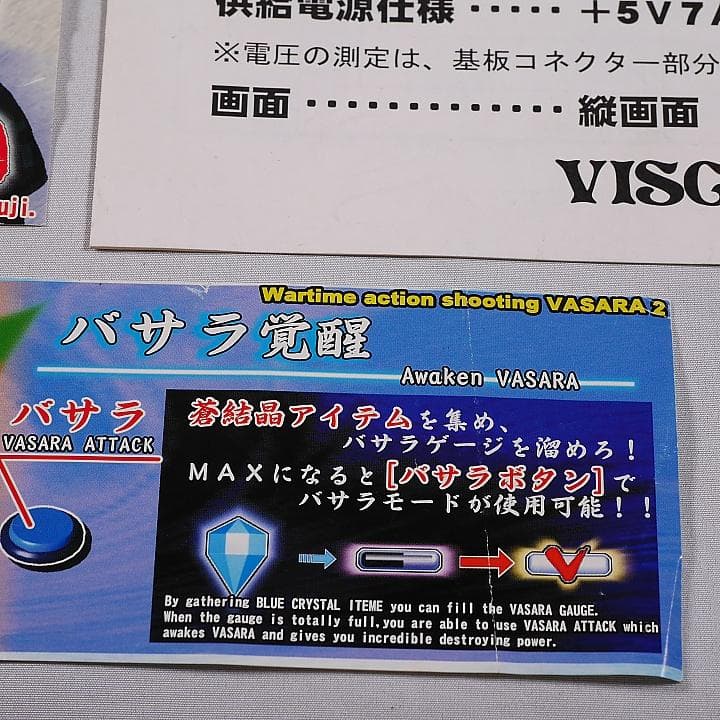 供給電源仕様 ‥‥‥ +5V7A
※電圧の測定は、基板コネクター部分
画面 ‥‥‥‥‥‥‥‥ 縦画面
VISC
uji.
Wartime action shooting VASARA 2
バサラ覚醒
Awaken VASARA
バサラ
VASARA ATTACK
蒼結晶アイテムを集め、
バサラゲージを溜めろ!
MAXになると[バサラボタン]で
バサラモードが使用可能!!
By gathering BLUE CRYSTAL ITEME you can fill the VASARA GAUGE.
When the gauge is totally full,you are able to use VASARA ATTACK which
awakes VASARA and gives you incredible destroying power.